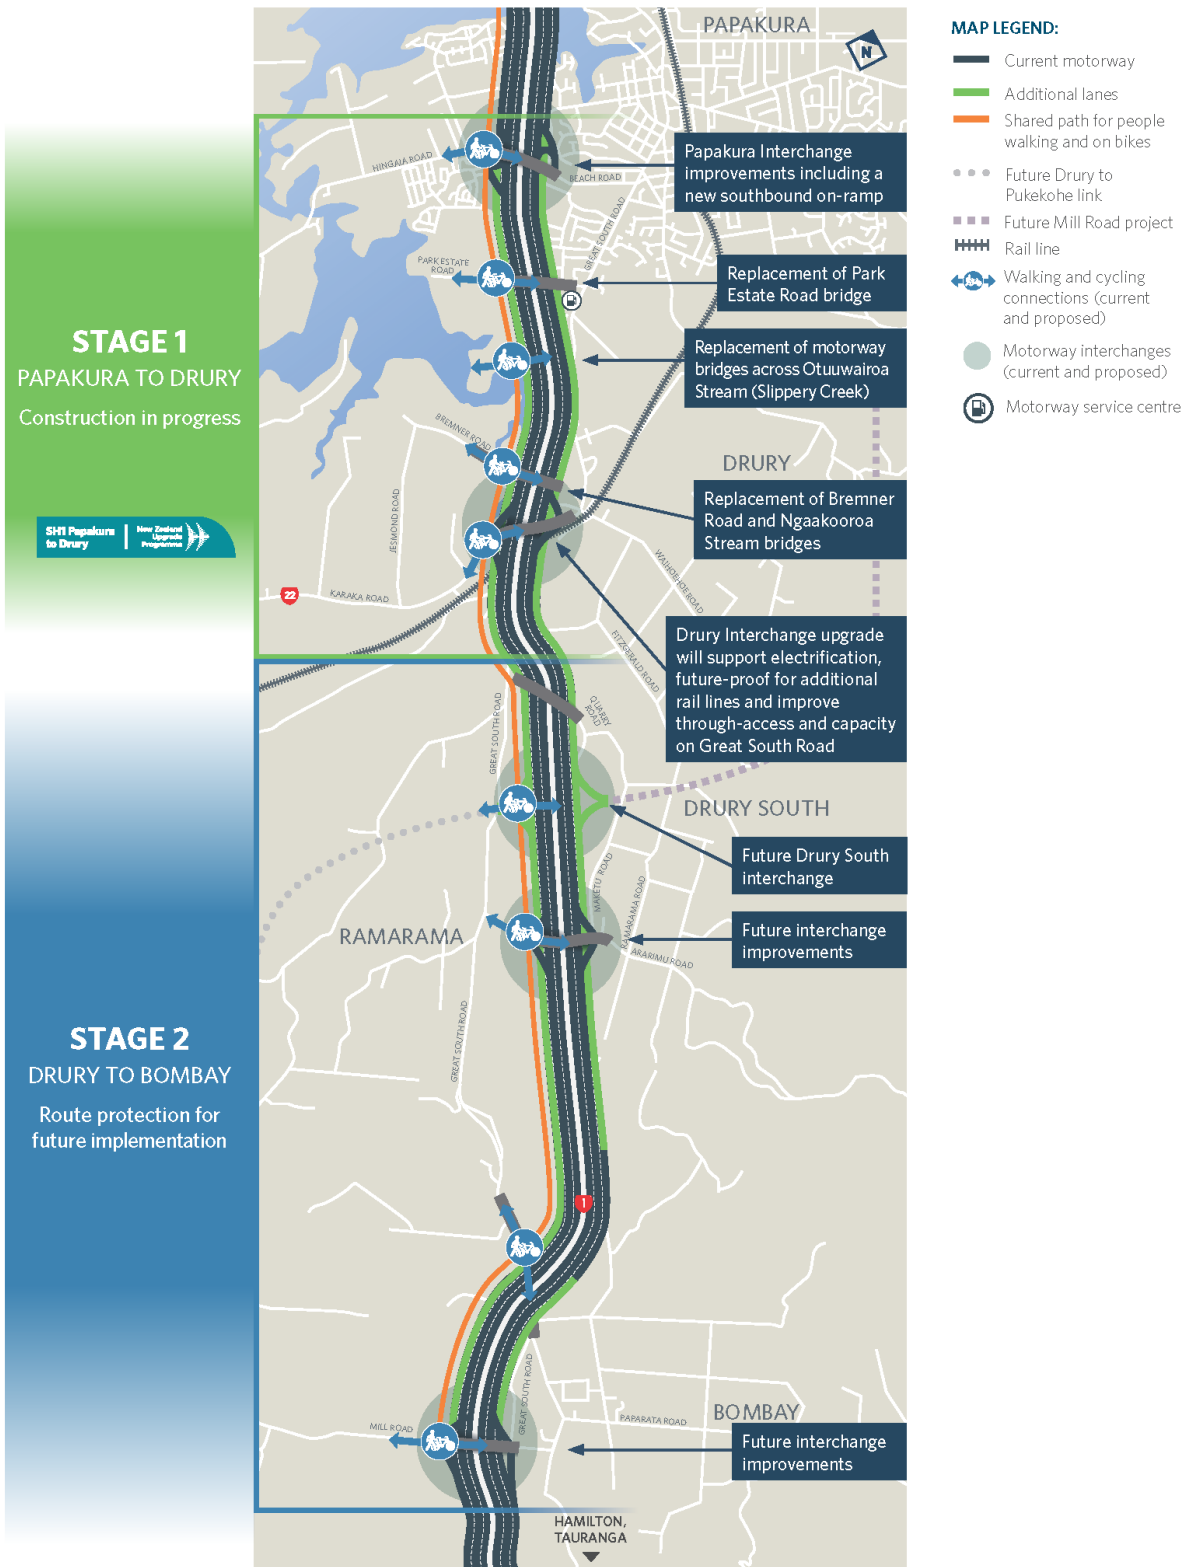 PAPAKURA
N
MAP LEGEND:
Current motorway
Additional lanes
Shared path for people
walking and on bikes
Future Drury to
Pukekohe link
Future Mill Road project
Rail line
Walking and cycling
connections (current
and proposed)
Motorway interchanges
(current and proposed)
Motorway service centre
HINGAIA ROAD
BEACH ROAD
Papakura Interchange
improvements including a
new southbound on-ramp
GREAT SOUTH ROAD
PARK ESTATE
ROAD
Replacement of Park
Estate Road bridge
STAGE 1
PAPAKURA TO DRURY
Construction in progress
Replacement of motorway
bridges across Otuuwairoa
Stream (Slippery Creek)
BREMNER ROAD
DRURY
Replacement of Bremner
Road and Ngaakooroa
Stream bridges
JESMOND ROAD
SH1 Papakura
to Drury
New Zealand
Upgrade
Programme
WAIHOEHOE ROAD
22
KARAKA ROAD
FITZGERALD ROAD
Drury Interchange upgrade
will support electrification,
future-proof for additional
rail lines and improve
through-access and capacity
on Great South Road
GREAT SOUTH ROAD
QUARRY
ROAD
DRURY SOUTH
Future Drury South
interchange
MAKETU ROAD
RAMARAMA ROAD
RAMARAMA
Future interchange
improvements
ARARIMU ROAD
GREAT SOUTH ROAD
STAGE 2
DRURY TO BOMBAY
Route protection for
future implementation
1
GREAT SOUTH ROAD
MILL ROAD
PAPARATA ROAD
BOMBAY
Future interchange
improvements
HAMILTON,
TAURANGA